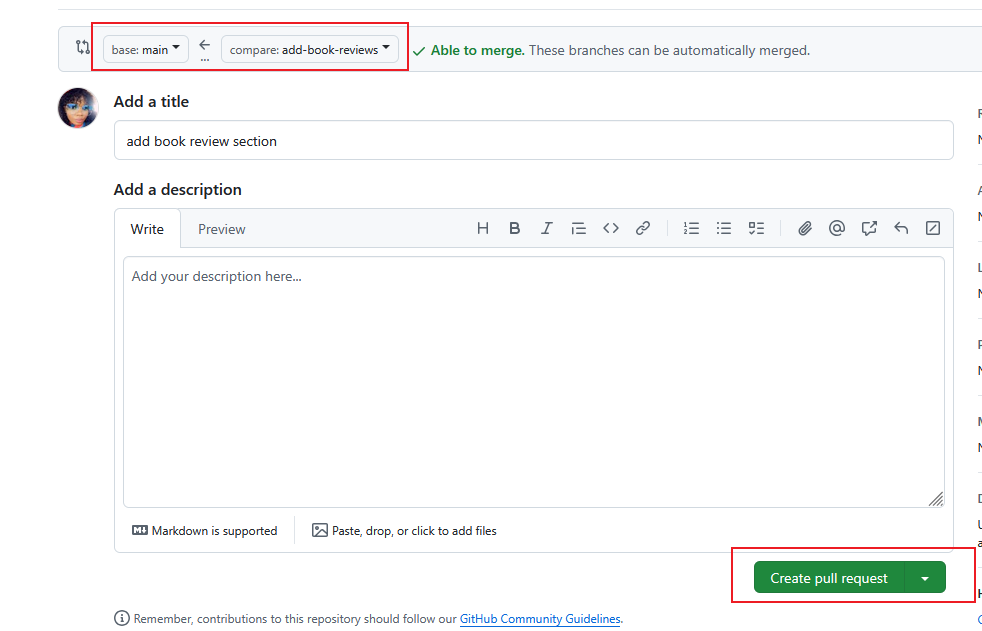 base: main compare: add-book-reviews Able to merge. These branches can be automatically merged.
Add a title
add book review section
Add a description
Write Preview
Add your description here...
Markdown is supported Paste, drop, or click to add files
Create pull request
Remember, contributions to this repository should follow our GitHub Community Guidelines.